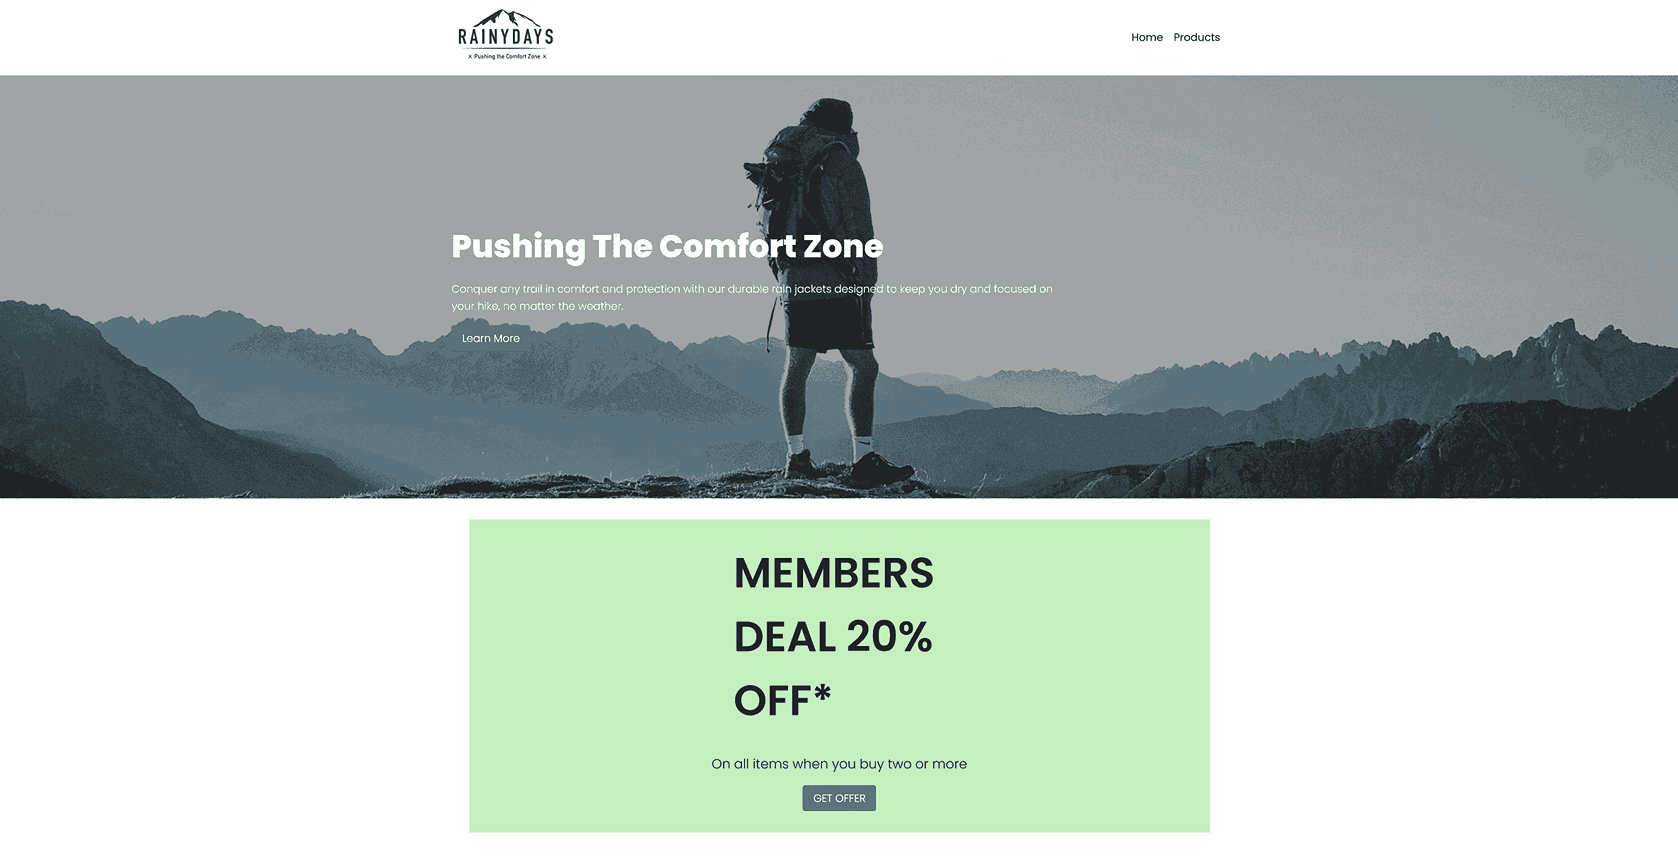 RAINYDAYS
× Pushing the Comfort Zone ×
Home Products
Pushing The Comfort Zone
Conquer any trail in comfort and protection with our durable rain jackets designed to keep you dry and focused on
your hike, no matter the weather.
Learn More
MEMBERS
DEAL 20%
OFF*
On all items when you buy two or more
GET OFFER